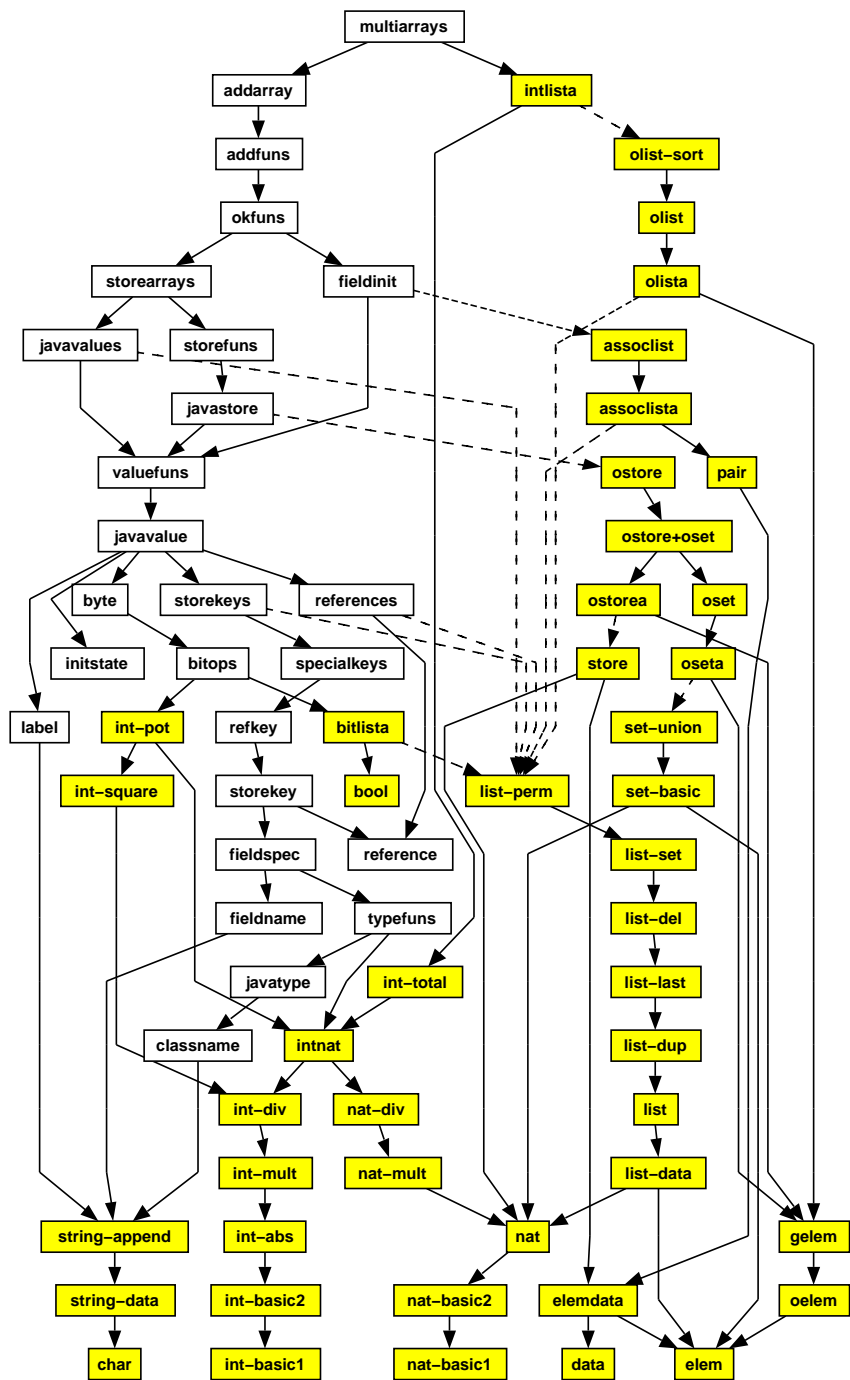 multiarrays
addarray
intlista
addfuns
olist−sort
okfuns
olist
storearrays
fieldinit
olista
javavalues
storefuns
assoclist
javastore
assoclista
valuefuns
ostore
pair
javavalue
ostore+oset
byte
storekeys
references
ostorea
oset
initstate
bitops
specialkeys
store
oseta
label
int−pot
refkey
bitlista
set−union
int−square
storekey
bool
list−perm
set−basic
fieldspec
reference
list−set
fieldname
typefuns
list−del
javatype
int−total
list−last
classname
intnat
list−dup
int−div
nat−div
list
int−mult
nat−mult
list−data
string−append
int−abs
nat
gelem
string−data
int−basic2
nat−basic2
elemdata
oelem
char
int−basic1
nat−basic1
data
elem